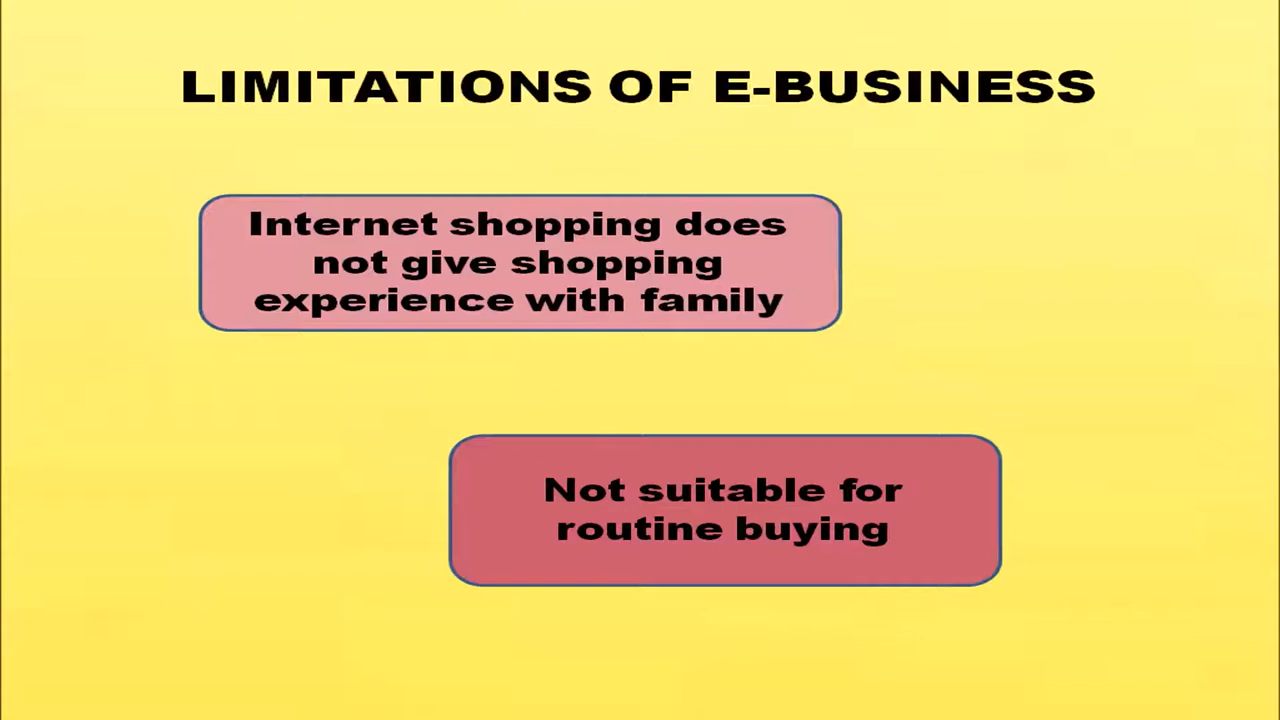 LIMITATIONS OF E-BUSINESS
Internet shopping does
not give shopping
experience with family
Not suitable for
routine buying